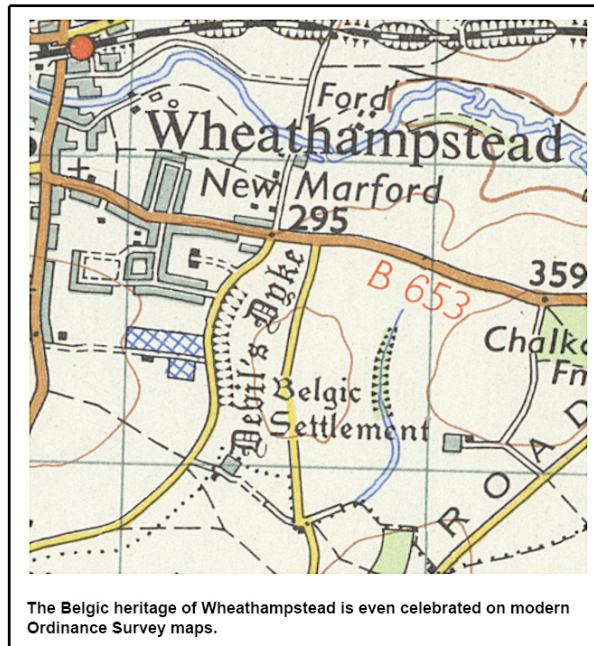 Ford
Wheathampstead
New Marford
295
B 653
359
Devil's Dyke
Chalkd
Fm
Belgic
Settlement
ROAD
The Belgic heritage of Wheathampstead is even celebrated on modern
Ordinance Survey maps.